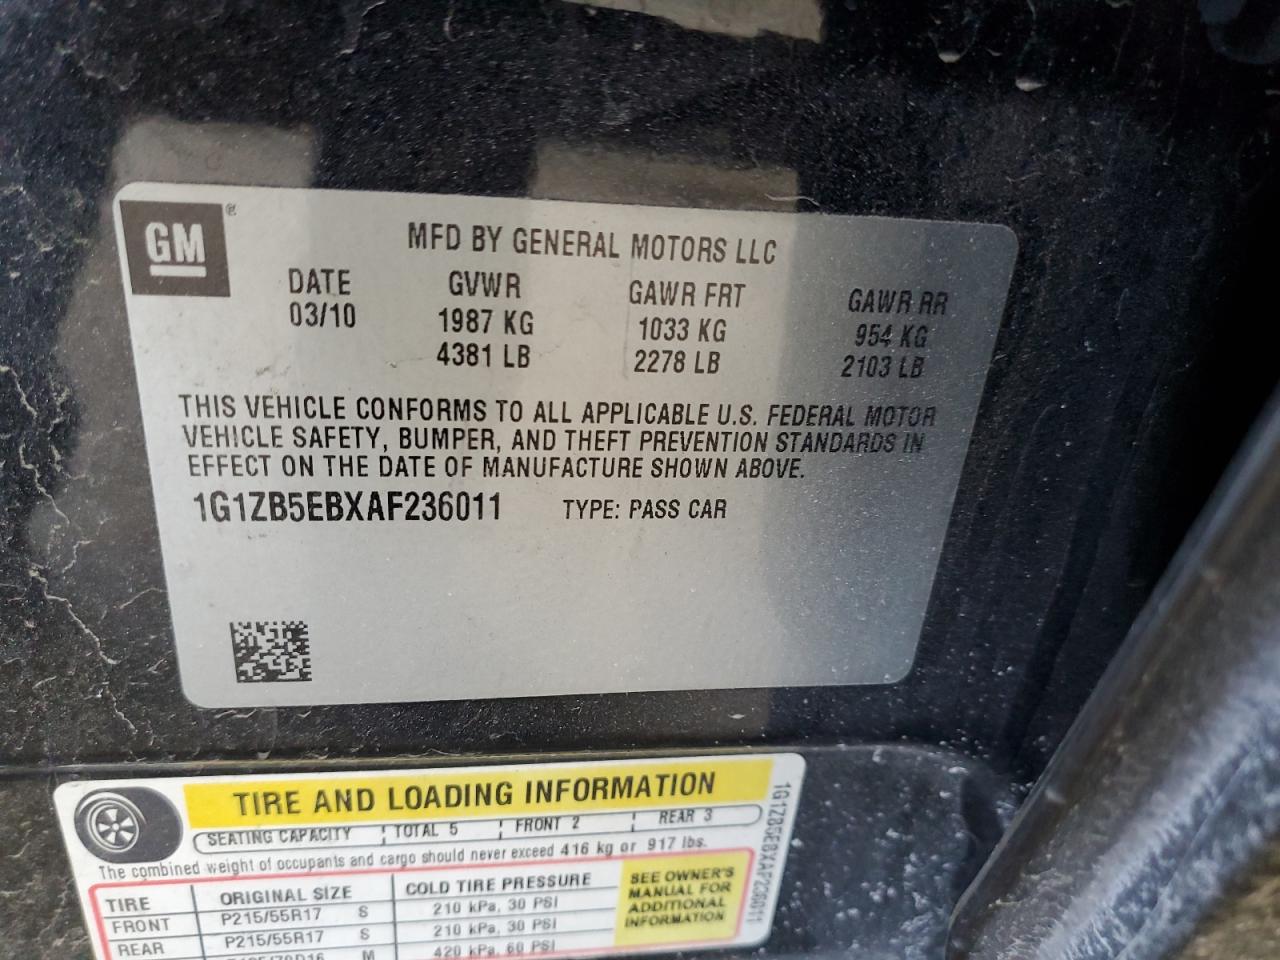 GM ®
MFD BY GENERAL MOTORS LLC
DATE GVWR GAWR FRT GAWR RR
03/10 1987 KG 1033 KG 954 KG
4381 LB 2278 LB 2103 LB
THIS VEHICLE CONFORMS TO ALL APPLICABLE U.S. FEDERAL MOTOR
VEHICLE SAFETY, BUMPER, AND THEFT PREVENTION STANDARDS IN
EFFECT ON THE DATE OF MANUFACTURE SHOWN ABOVE.
1G1ZB5EBXAF236011 TYPE: PASS CAR
TIRE AND LOADING INFORMATION
SEATING CAPACITY TOTAL 5 FRONT 2 REAR 3
The combined weight of occupants and cargo should never exceed 416 kg or 917 lbs.
TIRE ORIGINAL SIZE COLD TIRE PRESSURE
FRONT P215/55R17 S 210 kPa, 30 PSI
REAR P215/55R17 S 210 kPa, 30 PSI
M 420 kPa, 60 PSI
SEE OWNER'S
MANUAL FOR
ADDITIONAL
INFORMATION
1G1ZB5EBXAF236011